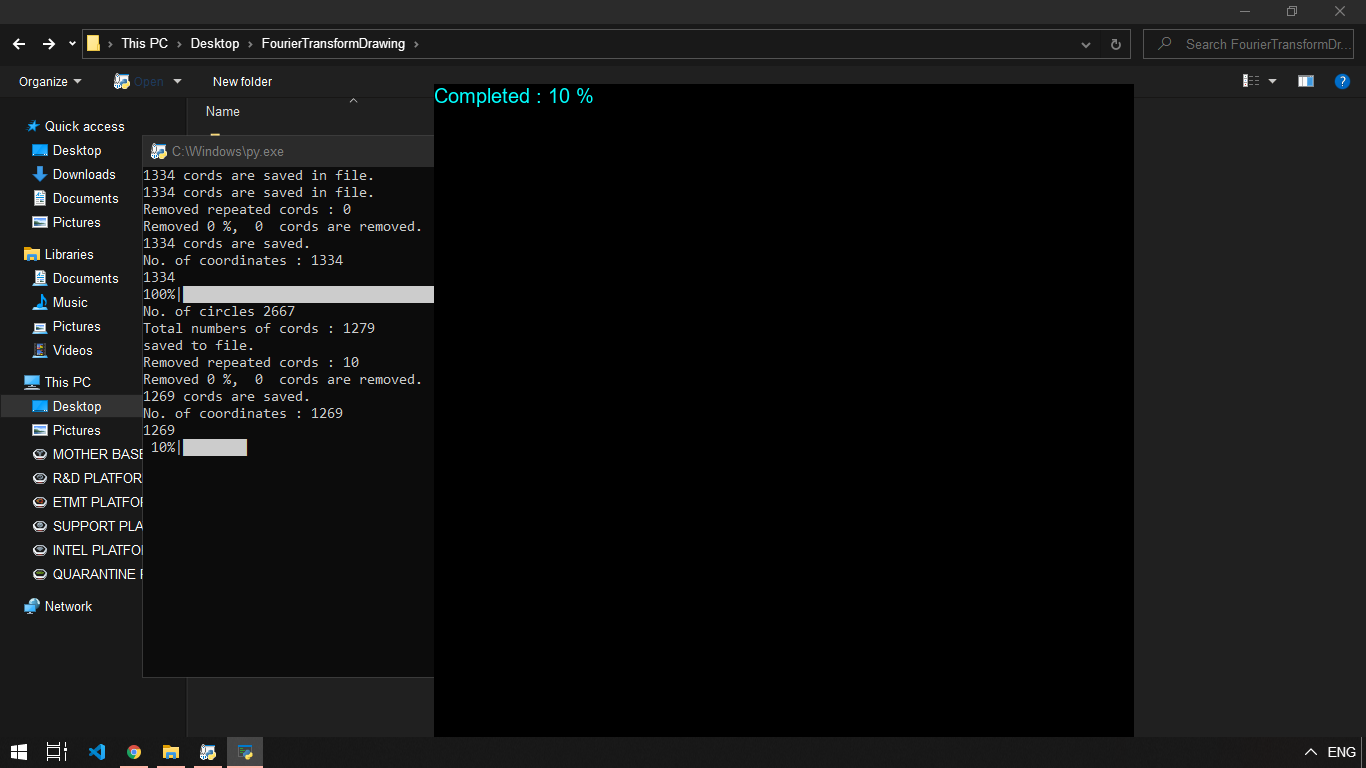 This PC
Desktop
FourierTransformDrawing
Search FourierTransformDr...
Organize
Open
New folder
Name
Completed : 10 %
Quick access
Desktop
Downloads
Documents
Pictures
Libraries
Documents
Music
Pictures
Videos
This PC
Desktop
Pictures
MOTHER BASE
R&D PLATFOR
ETMT PLATFO
SUPPORT PLA
INTEL PLATFO
QUARANTINE
Network
C:\Windows\py.exe
1334 cords are saved in file.
1334 cords are saved in file.
Removed repeated cords : 0
Removed 0 %,  0  cords are removed.
1334 cords are saved.
No. of coordinates : 1334
1334
100%|
No. of circles 2667
Total numbers of cords : 1279
saved to file.
Removed repeated cords : 10
Removed 0 %,  0  cords are removed.
1269 cords are saved.
No. of coordinates : 1269
1269
10%|
ENG